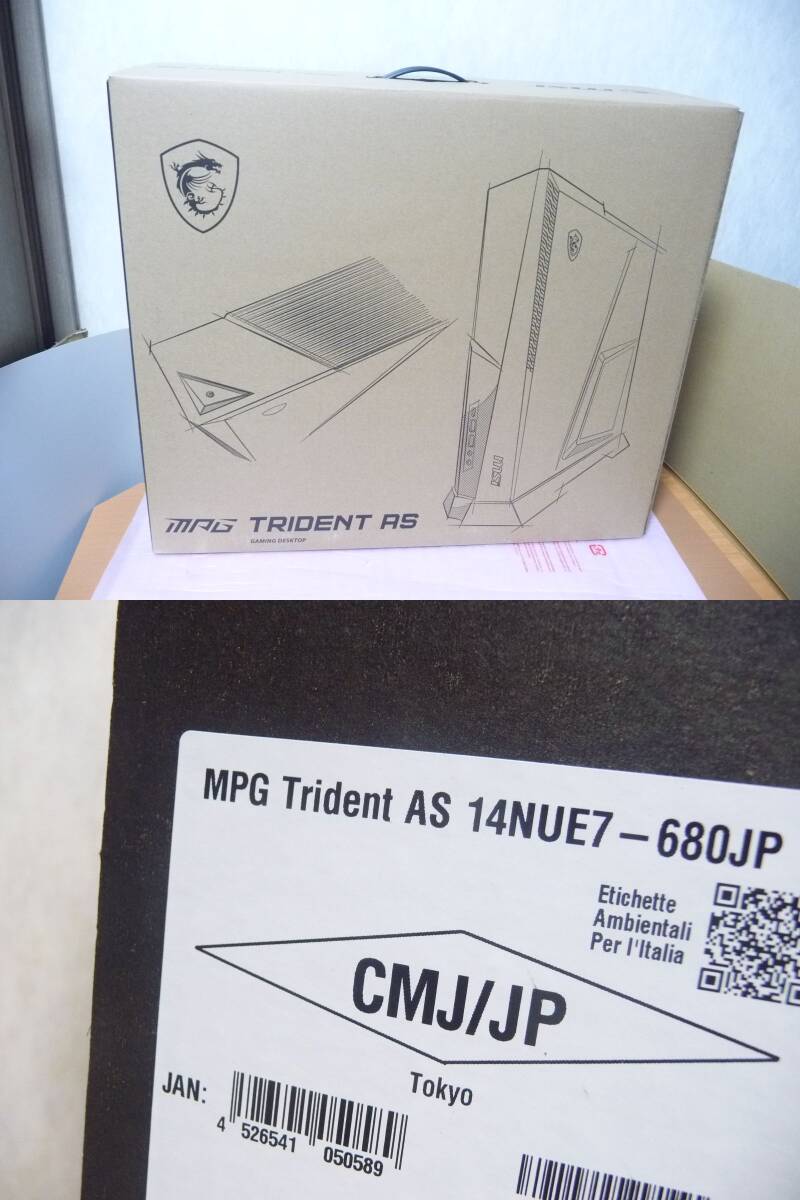 msi
MPG TRIDENT AS
GAMING DESKTOP
MPG Trident AS 14NUE7-680JP
Etichette
Ambientali
Per l'Italia
CMJ/JP
Tokyo
JAN:
4 526541 050589